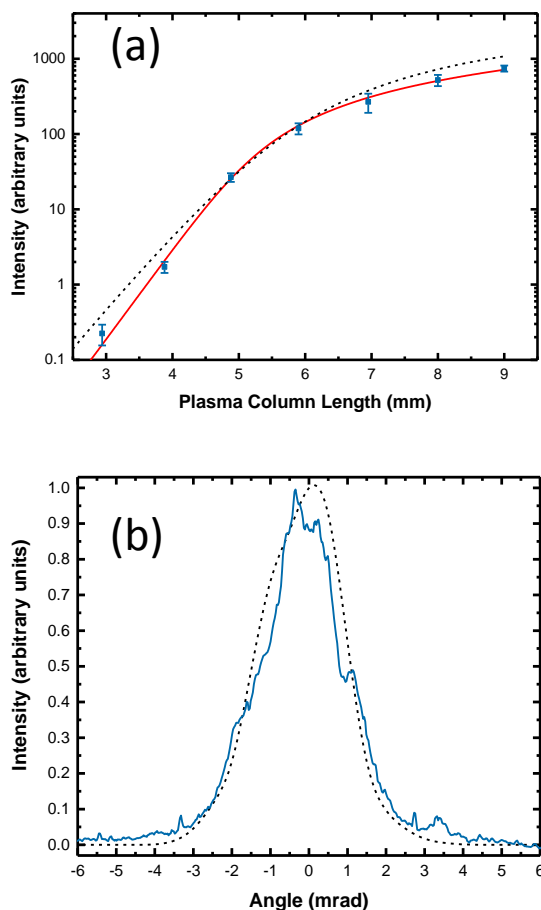 (a)
Intensity (arbitrary units)
1000
100
10
1
0.1
3 4 5 6 7 8 9
Plasma Column Length (mm)
(b)
Intensity (arbitrary units)
1.0
0.9
0.8
0.7
0.6
0.5
0.4
0.3
0.2
0.1
0.0
-6 -5 -4 -3 -2 -1 0 1 2 3 4 5 6
Angle (mrad)